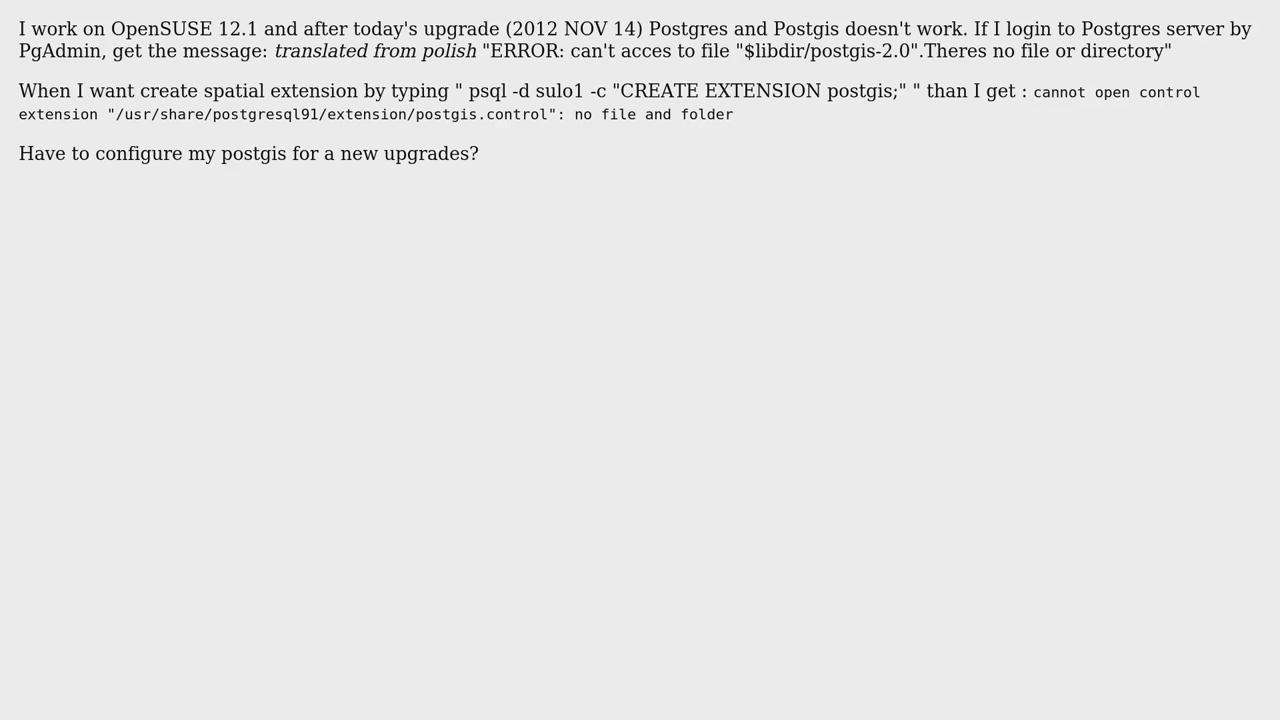 I work on OpenSUSE 12.1 and after today's upgrade (2012 NOV 14) Postgres and Postgis doesn't work. If I login to Postgres server by
PgAdmin, get the message: translated from polish "ERROR: can't acces to file "$libdir/postgis-2.0".Theres no file or directory"
When I want create spatial extension by typing " psql -d sulo1 -c "CREATE EXTENSION postgis;" " than I get : cannot open control
extension "/usr/share/postgresql91/extension/postgis.control": no file and folder
Have to configure my postgis for a new upgrades?